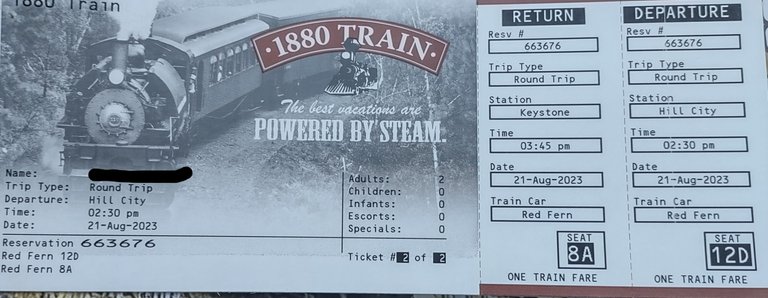 1880 Train
·1880 TRAIN·
The best vacations are
POWERED BY STEAM.
Name:
Trip Type: Round Trip
Departure: Hill City
Time: 02:30 pm
Date: 21-Aug-2023
Adults: 2
Children: 0
Infants: 0
Escorts: 0
Specials: 0
Reservation 663676
Red Fern 12D
Red Fern 8A
Ticket #2 of 2
RETURN
Resv #
663676
Trip Type
Round Trip
Station
Keystone
Time
03:45 pm
Date
21-Aug-2023
Train Car
Red Fern
SEAT
8A
ONE TRAIN FARE
DEPARTURE
Resv #
663676
Trip Type
Round Trip
Station
Hill City
Time
02:30 pm
Date
21-Aug-2023
Train Car
Red Fern
SEAT
12D
ONE TRAIN FARE